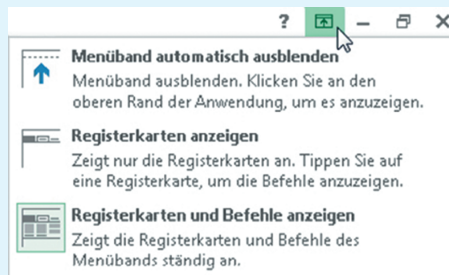 ?
Menüband automatisch ausblenden
Menüband ausblenden. Klicken Sie an den
oberen Rand der Anwendung, um es anzuzeigen.
Registerkarten anzeigen
Zeigt nur die Registerkarten an. Tippen Sie auf
eine Registerkarte, um die Befehle anzuzeigen.
Registerkarten und Befehle anzeigen
Zeigt die Registerkarten und Befehle des
Menübands ständig an.